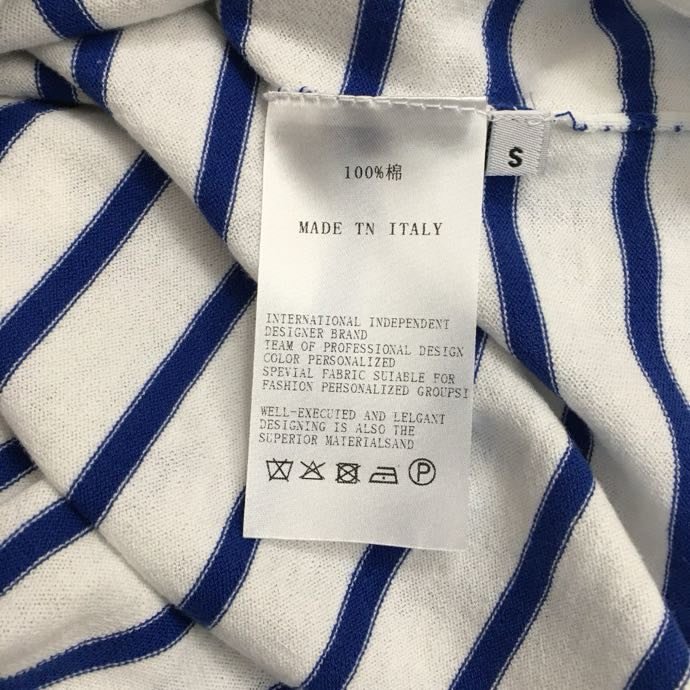 S
100%棉
MADE TN ITALY
INTERNATIONAL INDEPENDENT
DESIGNER BRAND
TEAM OF PROFESSIONAL DESIGN
COLOR PERSONALIZED
SPEVIAL FABRIC SUIABLE FOR
FASHION PEHSONALIZED GROUPS!
WELL-EXECUTED AND LELGANT
DESIGNING IS ALSO THE
SUPERIOR MATERIALSAND
P